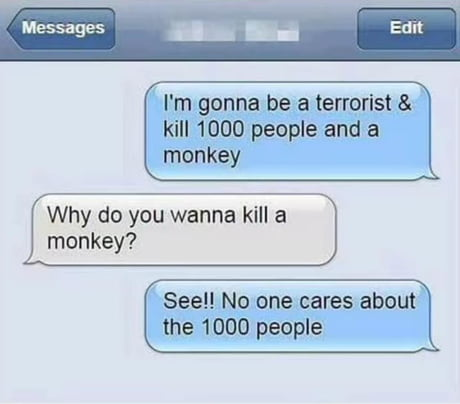 Messages
Edit
I'm gonna be a terrorist &
kill 1000 people and a
monkey
Why do you wanna kill a
monkey?
See!! No one cares about
the 1000 people